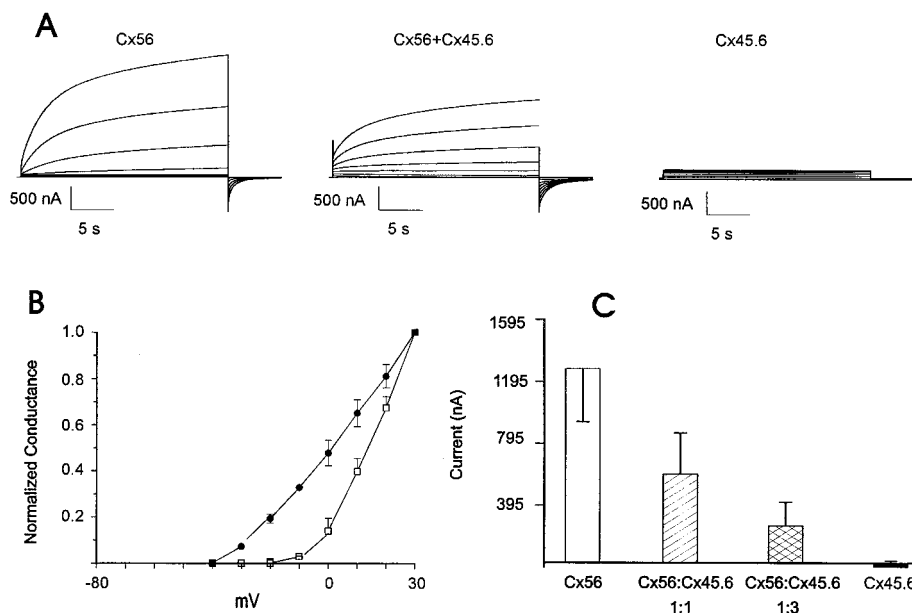 A
Cx56
Cx56+Cx45.6
Cx45.6
500 nA
5 s
500 nA
5 s
500 nA
5 s
B
Normalized Conductance
1.0
0.8
0.6
0.4
0.2
-80
0
30
mV
C
Current (nA)
1595
1195
795
395
Cx56
Cx56:Cx45.6
1:1
Cx56:Cx45.6
1:3
Cx45.6